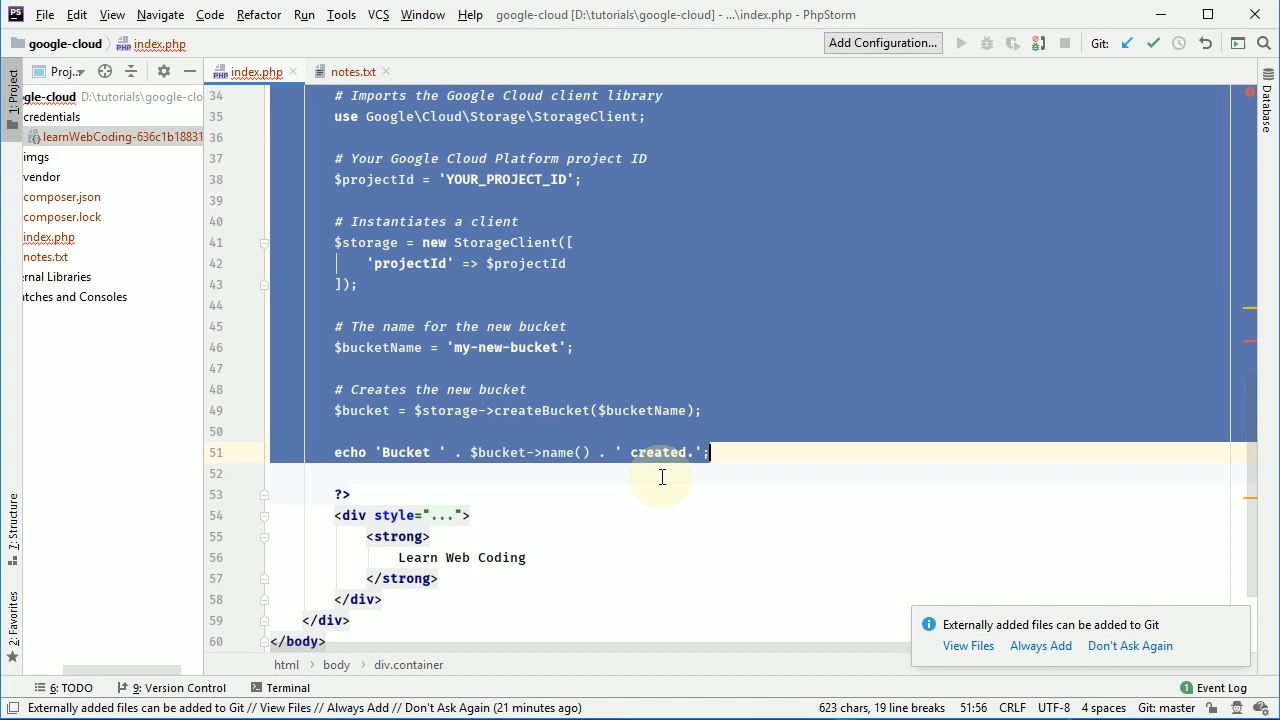 PS File Edit View Navigate Code Refactor Run Tools VCS Window Help google-cloud [D:\tutorials\google-cloud] - ...\index.php - PhpStorm
google-cloud index.php Add Configuration... Git:
1: Project Proj... index.php notes.txt Database
gle-cloud D:\tutorials\google-clo
credentials
learnWebCoding-636c1b18831
imgs
vendor
composer.json
composer.lock
index.php
notes.txt
rnal Libraries
atches and Consoles
34 # Imports the Google Cloud client library
35 use Google\Cloud\Storage\StorageClient;
36
37 # Your Google Cloud Platform project ID
38 $projectId = 'YOUR_PROJECT_ID';
39
40 # Instantiates a client
41 $storage = new StorageClient([
42 'projectId' => $projectId
43 ]);
44
45 # The name for the new bucket
46 $bucketName = 'my-new-bucket';
47
48 # Creates the new bucket
49 $bucket = $storage->createBucket($bucketName);
50
51 echo 'Bucket ' . $bucket->name() . ' created.';
52
53 ?>
54 <div style="...">
55 <strong>
56 Learn Web Coding
57 </strong>
58 </div>
59 </div>
60 </body>
7: Structure
2: Favorites
Externally added files can be added to Git
View Files Always Add Don't Ask Again
html body div.container
6: TODO 9: Version Control Terminal 1 Event Log
Externally added files can be added to Git // View Files // Always Add // Don't Ask Again (21 minutes ago) 623 chars, 19 line breaks 51:56 CRLF UTF-8 4 spaces Git: master